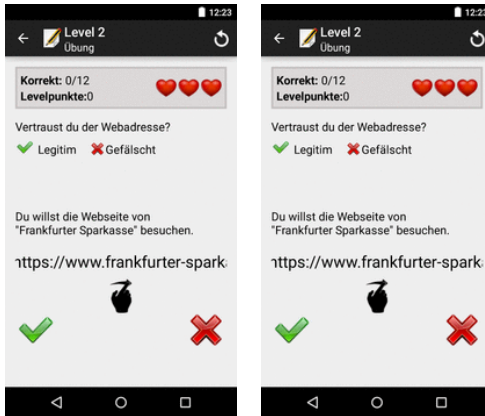 12:23
Level 2
Übung
Korrekt: 0/12
Levelpunkte:0
Vertraust du der Webadresse?
Legitim Gefälscht
Du willst die Webseite von
"Frankfurter Sparkasse" besuchen.
https://www.frankfurter-spark
12:23
Level 2
Übung
Korrekt: 0/12
Levelpunkte:0
Vertraust du der Webadresse?
Legitim Gefälscht
Du willst die Webseite von
"Frankfurter Sparkasse" besuchen.
https://www.frankfurter-spark